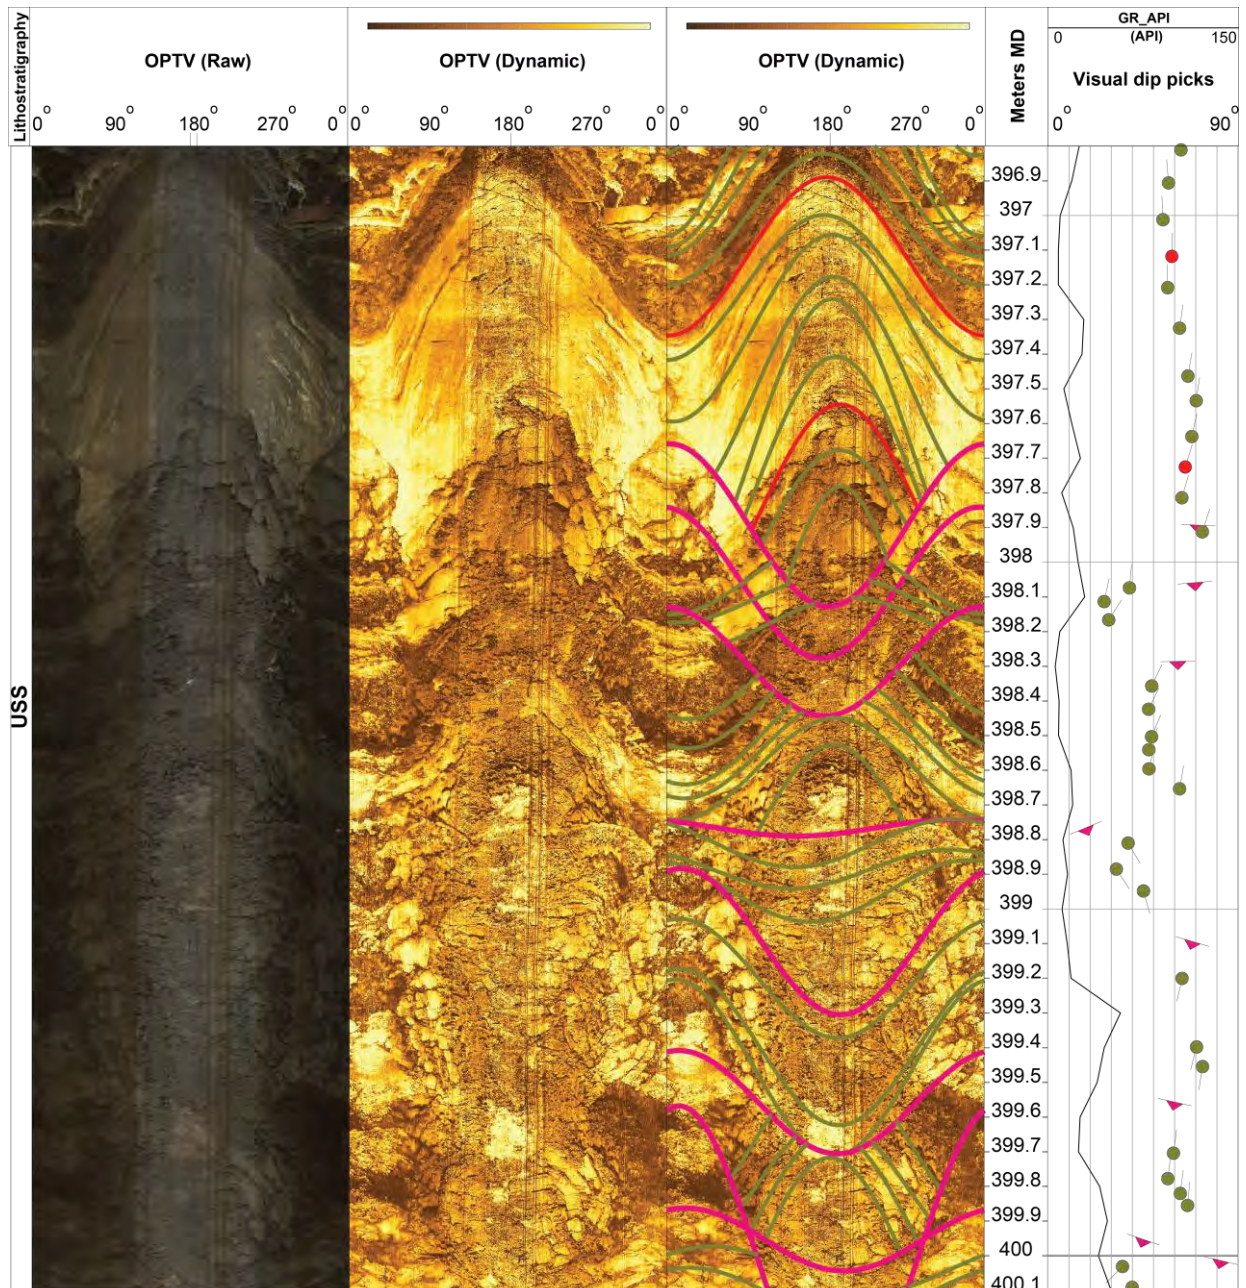 Lithostratigraphy
OPTV (Raw)
0° 90° 180° 270° 0°
OPTV (Dynamic)
0° 90° 180° 270° 0°
OPTV (Dynamic)
0° 90° 180° 270° 0°
Meters MD
GR_API
0 (API) 150
Visual dip picks
0° 90°
USS
396.9
397
397.1
397.2
397.3
397.4
397.5
397.6
397.7
397.8
397.9
398
398.1
398.2
398.3
398.4
398.5
398.6
398.7
398.8
398.9
399
399.1
399.2
399.3
399.4
399.5
399.6
399.7
399.8
399.9
400
400.1